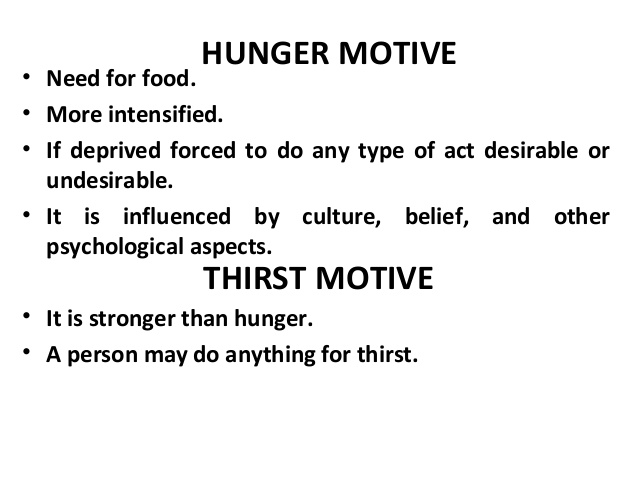 HUNGER MOTIVE
• Need for food.
• More intensified.
• If deprived forced to do any type of act desirable or
undesirable.
• It is influenced by culture, belief, and other
psychological aspects.
THIRST MOTIVE
• It is stronger than hunger.
• A person may do anything for thirst.